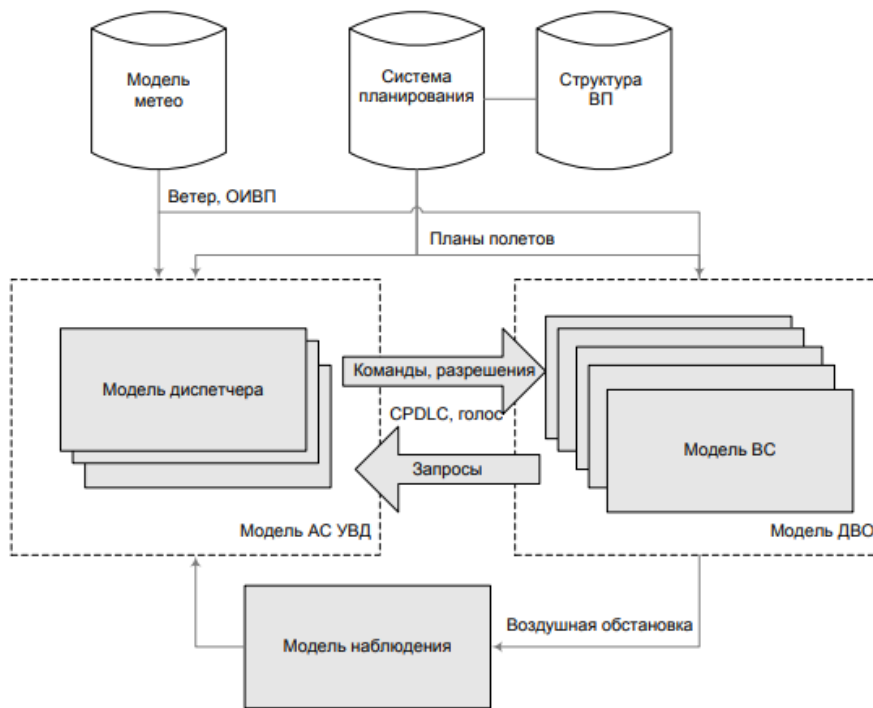 Модель
метео
Система
планирования
Структура
ВП
Ветер, ОИВП
Планы полетов
Модель диспетчера
Команды, разрешения
CPDLC, голос
Запросы
Модель ВС
Модель АС УВД
Модель ДВО
Модель наблюдения
Воздушная обстановка